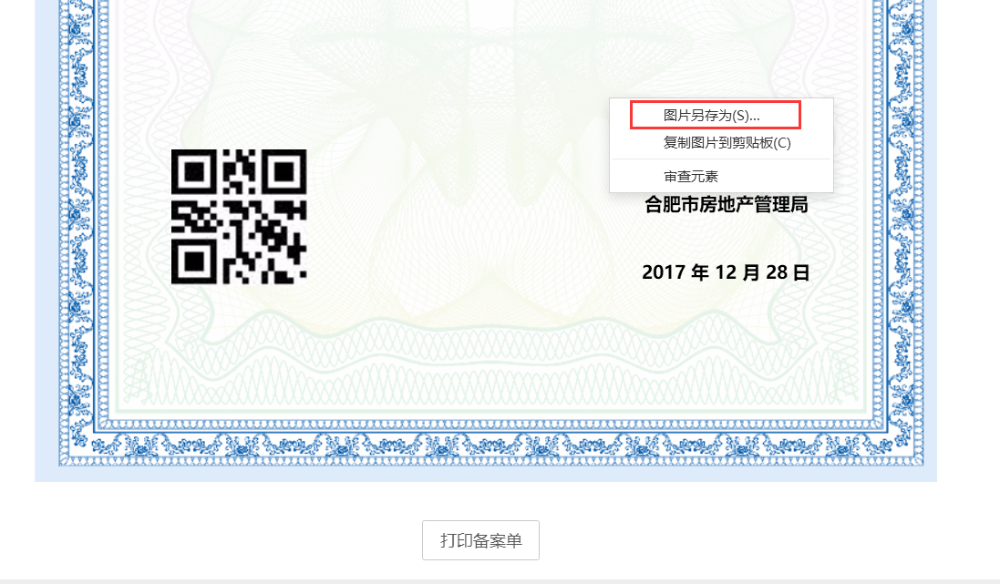 图片另存为(S)...
复制图片到剪贴板(C)
审查元素
合肥市房地产管理局
2017 年 12 月 28 日
打印备案单